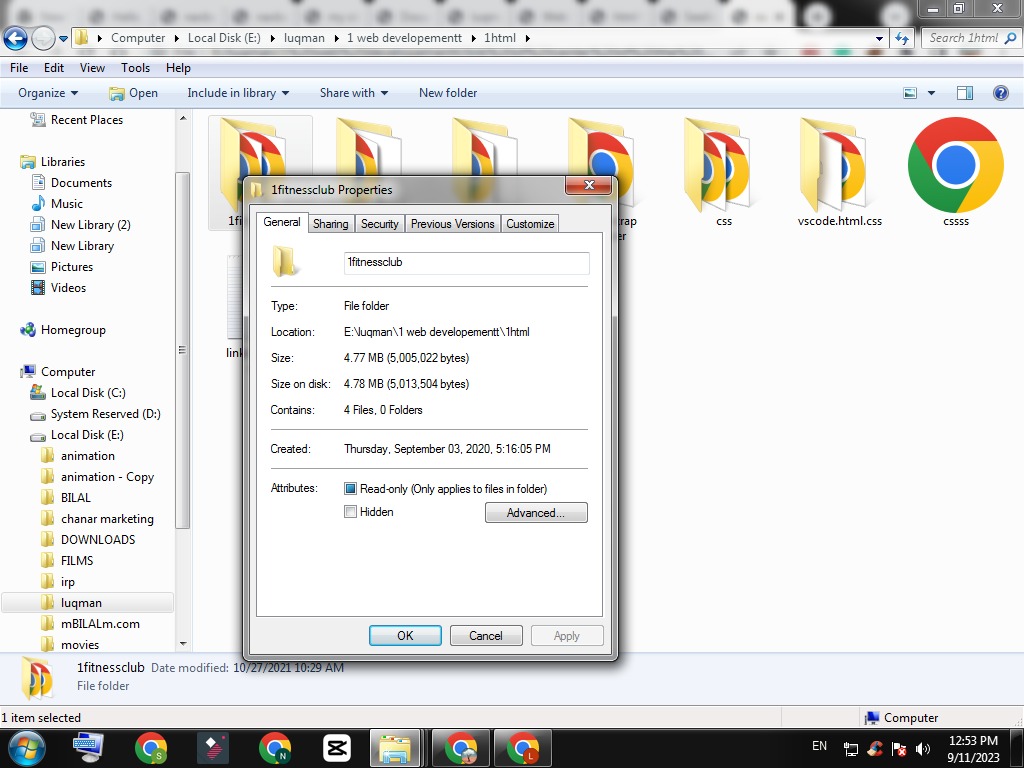 Computer ▸ Local Disk (E:) ▸ luqman ▸ 1 web developementt ▸ 1html ▸
Search 1html
File Edit View Tools Help
Organize Open Include in library Share with New folder
Recent Places
Libraries
Documents
Music
New Library (2)
New Library
Pictures
Videos
Homegroup
Computer
Local Disk (C:)
System Reserved (D:)
Local Disk (E:)
animation
animation - Copy
BILAL
chanar marketing
DOWNLOADS
FILMS
irp
luqman
mBILALm.com
movies
css
vscode.html.css
cssss
1fitnessclub Properties
General Sharing Security Previous Versions Customize
1fitnessclub
Type: File folder
Location: E:\luqman\1 web developementt\1html
Size: 4.77 MB (5,005,022 bytes)
Size on disk: 4.78 MB (5,013,504 bytes)
Contains: 4 Files, 0 Folders
Created: Thursday, September 03, 2020, 5:16:05 PM
Attributes: Read-only (Only applies to files in folder)
Hidden Advanced...
OK Cancel Apply
1fitnessclub Date modified: 10/27/2021 10:29 AM
File folder
1 item selected Computer
S N L
EN 12:53 PM
9/11/2023